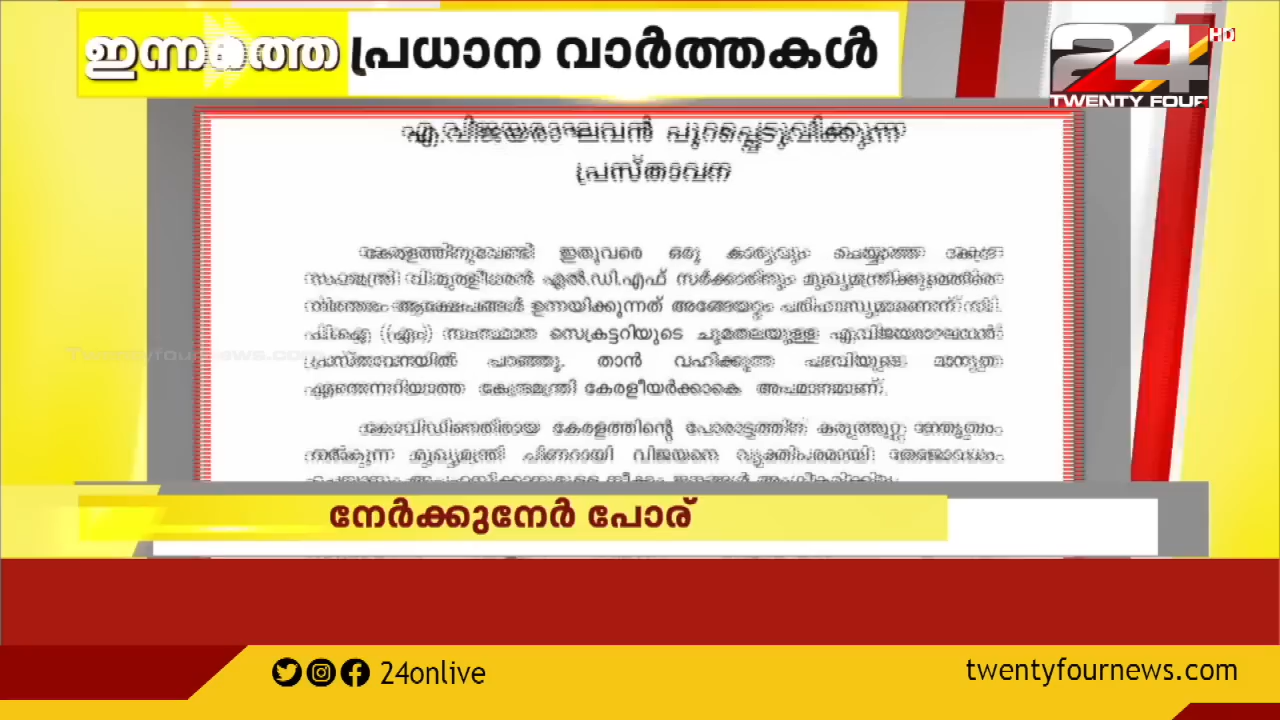 ഇന്നത്തെ പ്രധാന വാർത്തകൾ
24 HD
TWENTY FOUR
എ.വിജയരാഘവൻ പുറപ്പെടുവിക്കുന്ന
പ്രസ്താവന
കേരളത്തിനുവേണ്ടി ഇതുവരെ ഒരു കാര്യവും ചെയ്യാത്ത കേന്ദ്ര
സഹമന്ത്രി വി.മുരളീധരൻ എൽ.ഡി.എഫ് സർക്കാരിനും മുഖ്യമന്ത്രിക്കുമെതിരെ
ആക്ഷേപങ്ങൾ ഉന്നയിക്കുന്നത് അങ്ങേയറ്റം പരിഹാസ്യമാണെന്ന് സി.
പി.ഐ (എം) സംസ്ഥാന സെക്രട്ടറിയുടെ ചുമതലയുള്ള എ.വിജയരാഘവൻ
Twentyfournews.com
പ്രസ്താവനയിൽ പറഞ്ഞു. താൻ വഹിക്കുന്ന പദവിയുടെ മാന്യത
എന്തെന്നറിയാത്ത കേന്ദ്രമന്ത്രി കേരളീയർക്കാകെ അപമാനമാണ്.
കോവിഡിനെതിരായ കേരളത്തിന്റെ പോരാട്ടത്തിന് കരുത്തുറ്റ നേതൃത്വം
നൽകുന്ന മുഖ്യമന്ത്രി പിണറായി വിജയനെ വ്യക്തിപരമായി തേജോവധം
നേർക്കുനേർ പോര്
24onlive
twentyfournews.com